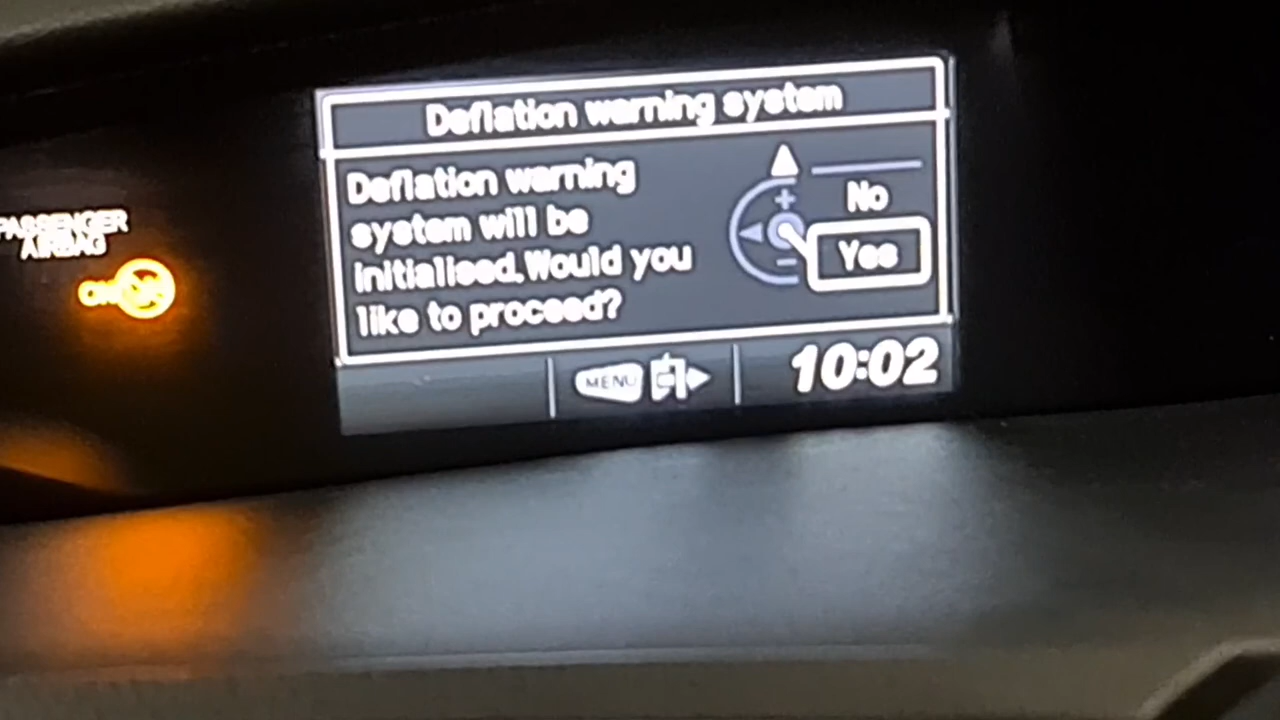 Deflation warning system
Deflation warning
system will be
initialised. Would you
like to proceed?
+
No
Yes
−
MENU
10:02
PASSENGER
AIRBAG
ON